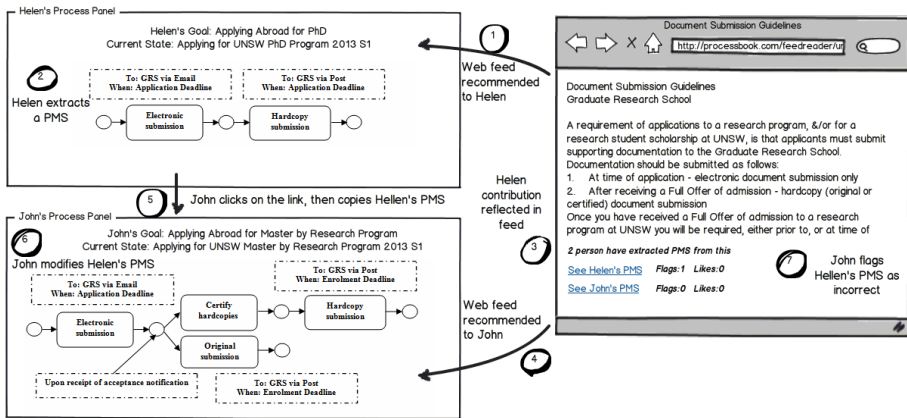 Helen's Process Panel
Helen's Goal: Applying Abroad for PhD
Current State: Applying for UNSW PhD Program 2013 S1
2
Helen extracts
a PMS
To: GRS via Email
When: Application Deadline
To: GRS via Post
When: Application Deadline
Electronic
submission
Hardcopy
submission
1
Web feed
recommended
to Helen
5
John clicks on the link, then copies Hellen's PMS
Helen
contribution
reflected in
feed
3
John's Process Panel
6
John's Goal: Applying Abroad for Master by Research Program
Current State: Applying for UNSW Master by Research Program 2013 S1
John modifies Helen's PMS
To: GRS via Email
When: Application Deadline
To: GRS via Post
When: Enrolment Deadline
Electronic
submission
Certify
hardcopies
Hardcopy
submission
Original
submission
Upon receipt of acceptance notification
To: GRS via Post
When: Enrolment Deadline
Web feed
recommended
to John
4
Document Submission Guidelines
http://processbook.com/feedreader/ur
Document Submission Guidelines
Graduate Research School
A requirement of applications to a research program, &/or for a
research student scholarship at UNSW, is that applicants must submit
supporting documentation to the Graduate Research School.
Documentation should be submitted as follows:
1. At time of application - electronic document submission only
2. After receiving a Full Offer of admission - hardcopy (original or
certified) document submission
Once you have received a Full Offer of admission to a research
program at UNSW you will be required, either prior to, or at time of
2 person have extracted PMS from this
See Helen's PMS Flags:1 Likes:0
See John's PMS Flags:0 Likes:0
7
John flags
Hellen's PMS as
incorrect